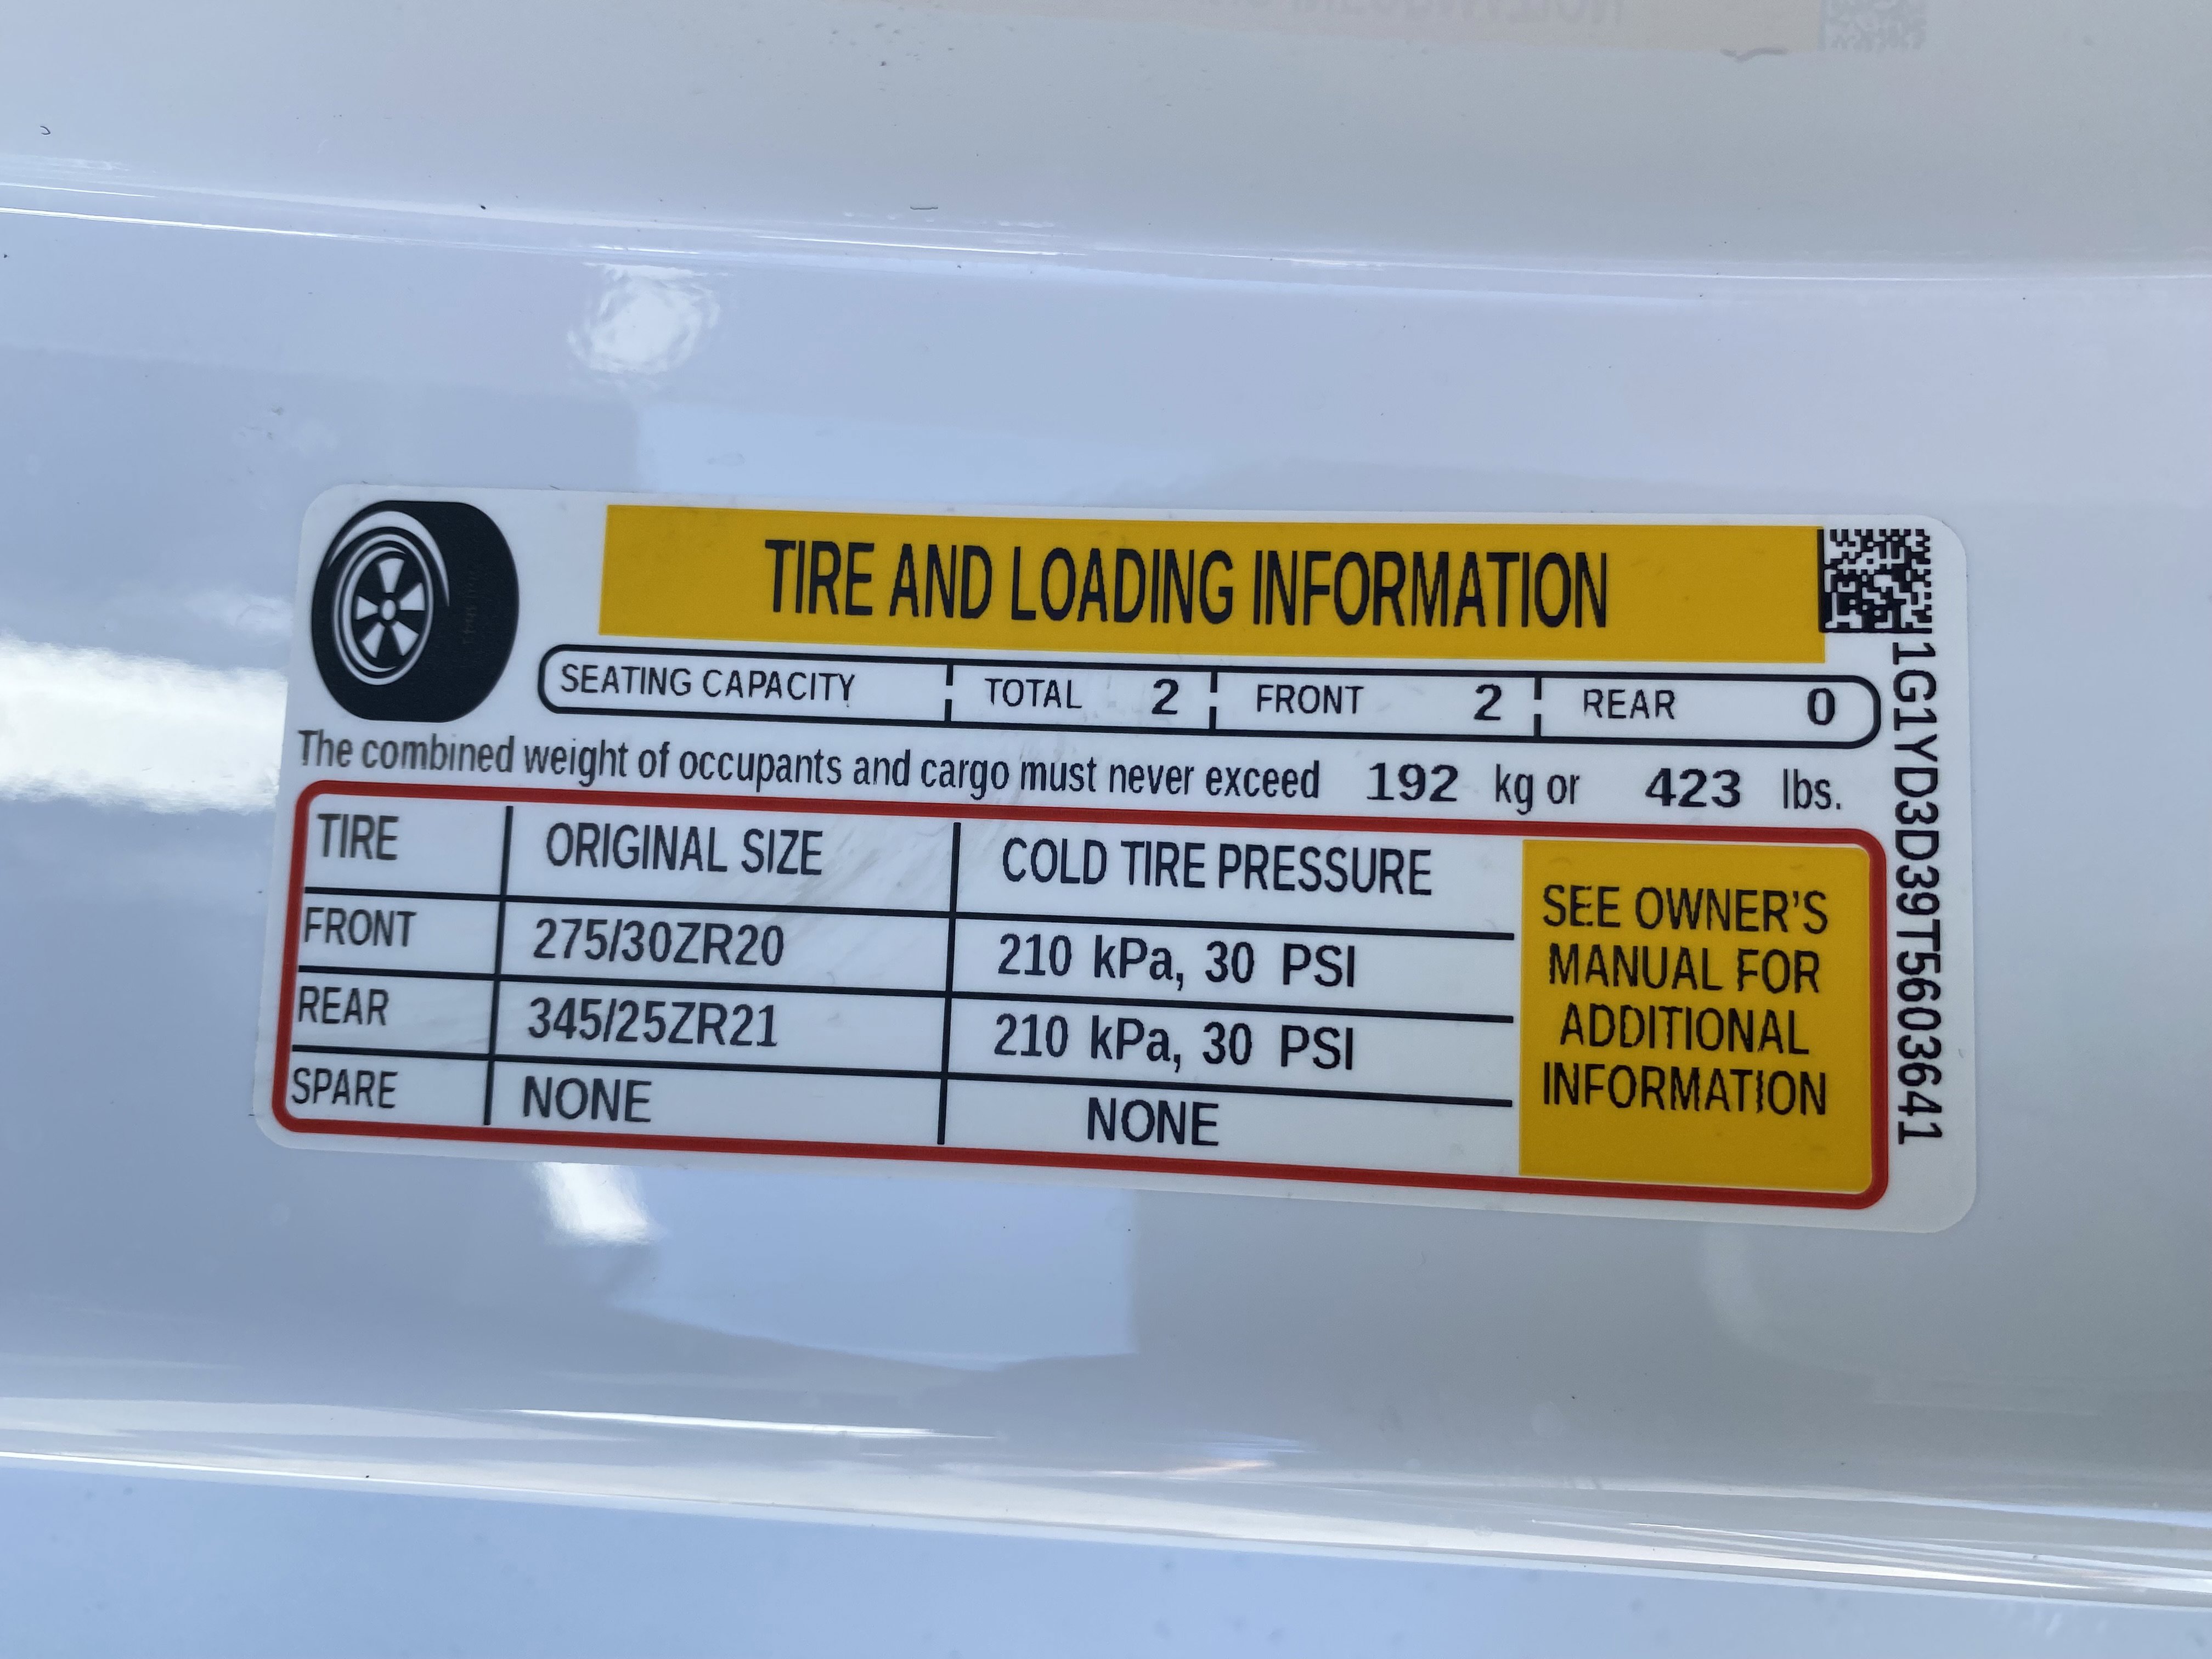 TIRE AND LOADING INFORMATION
SEATING CAPACITY TOTAL 2 FRONT 2 REAR 0
The combined weight of occupants and cargo must never exceed 192 kg or 423 lbs.
TIRE ORIGINAL SIZE COLD TIRE PRESSURE
FRONT 275/30ZR20 210 kPa, 30 PSI
REAR 345/25ZR21 210 kPa, 30 PSI
SPARE NONE NONE
SEE OWNER'S
MANUAL FOR
ADDITIONAL
INFORMATION
1G1YD3D39T5603641